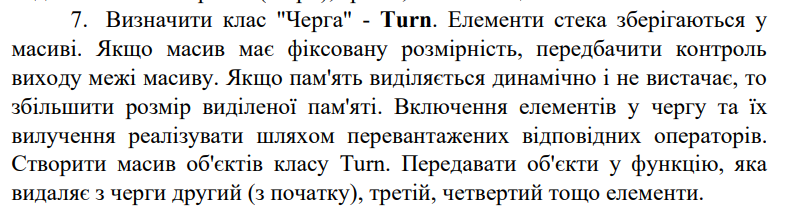 7. Визначити клас "Черга" - Turn. Елементи стека зберігаються у
масиві. Якщо масив має фіксовану розмірність, передбачити контроль
виходу межі масиву. Якщо пам'ять виділяється динамічно і не вистачає, то
збільшити розмір виділеної пам'яті. Включення елементів у чергу та їх
вилучення реалізувати шляхом перевантажених відповідних операторів.
Створити масив об'єктів класу Turn. Передавати об'єкти у функцію, яка
видаляє з черги другий (з початку), третій, четвертий тощо елементи.